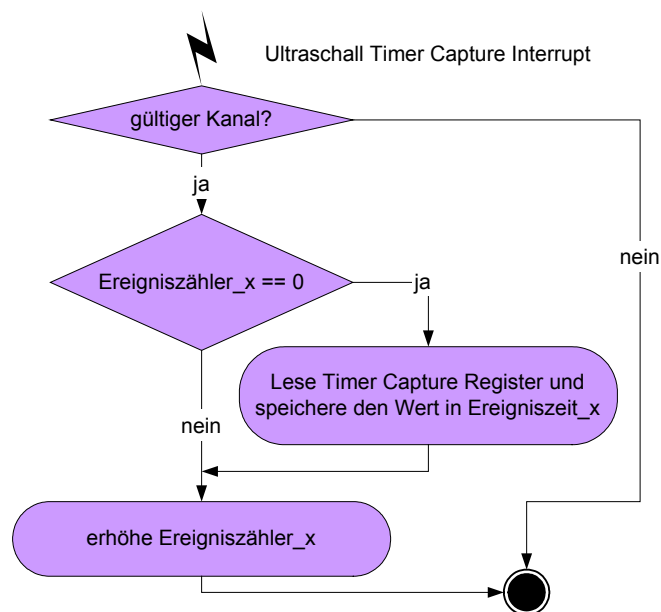 Ultraschall Timer Capture Interrupt
gültiger Kanal?
ja
nein
Ereigniszähler_x == 0
ja
Lese Timer Capture Register und
speichere den Wert in Ereigniszeit_x
nein
erhöhe Ereigniszähler_x